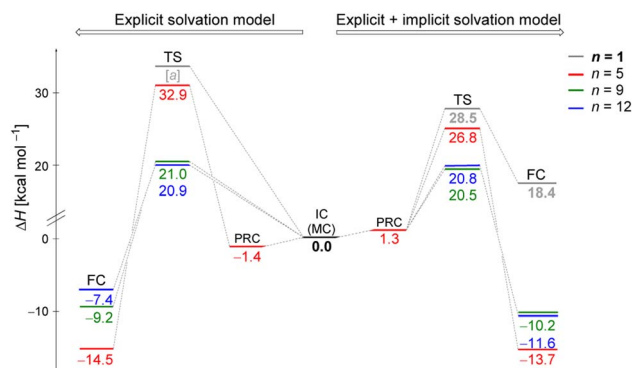 Explicit solvation model
Explicit + implicit solvation model
n = 1
n = 5
n = 9
n = 12
ΔH [kcal mol⁻¹]
30
20
0
−10
TS
[a]
32.9
21.0
20.9
PRC
−1.4
IC
(MC)
0.0
FC
−7.4
−9.2
−14.5
PRC
1.3
TS
28.5
26.8
20.8
20.5
FC
18.4
−10.2
−11.6
−13.7